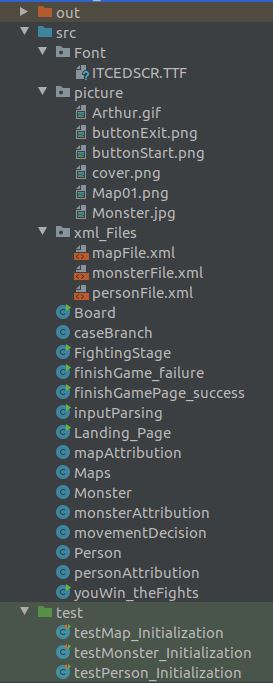 out
src
Font
ITCEDSCR.TTF
picture
Arthur.gif
buttonExit.png
buttonStart.png
cover.png
Map01.png
Monster.jpg
xml_Files
mapFile.xml
monsterFile.xml
personFile.xml
Board
caseBranch
FightingStage
finishGame_failure
finishGamePage_success
inputParsing
Landing_Page
mapAttribution
Maps
Monster
monsterAttribution
movementDecision
Person
personAttribution
youWin_theFights
test
testMap_Initialization
testMonster_Initialization
testPerson_Initialization